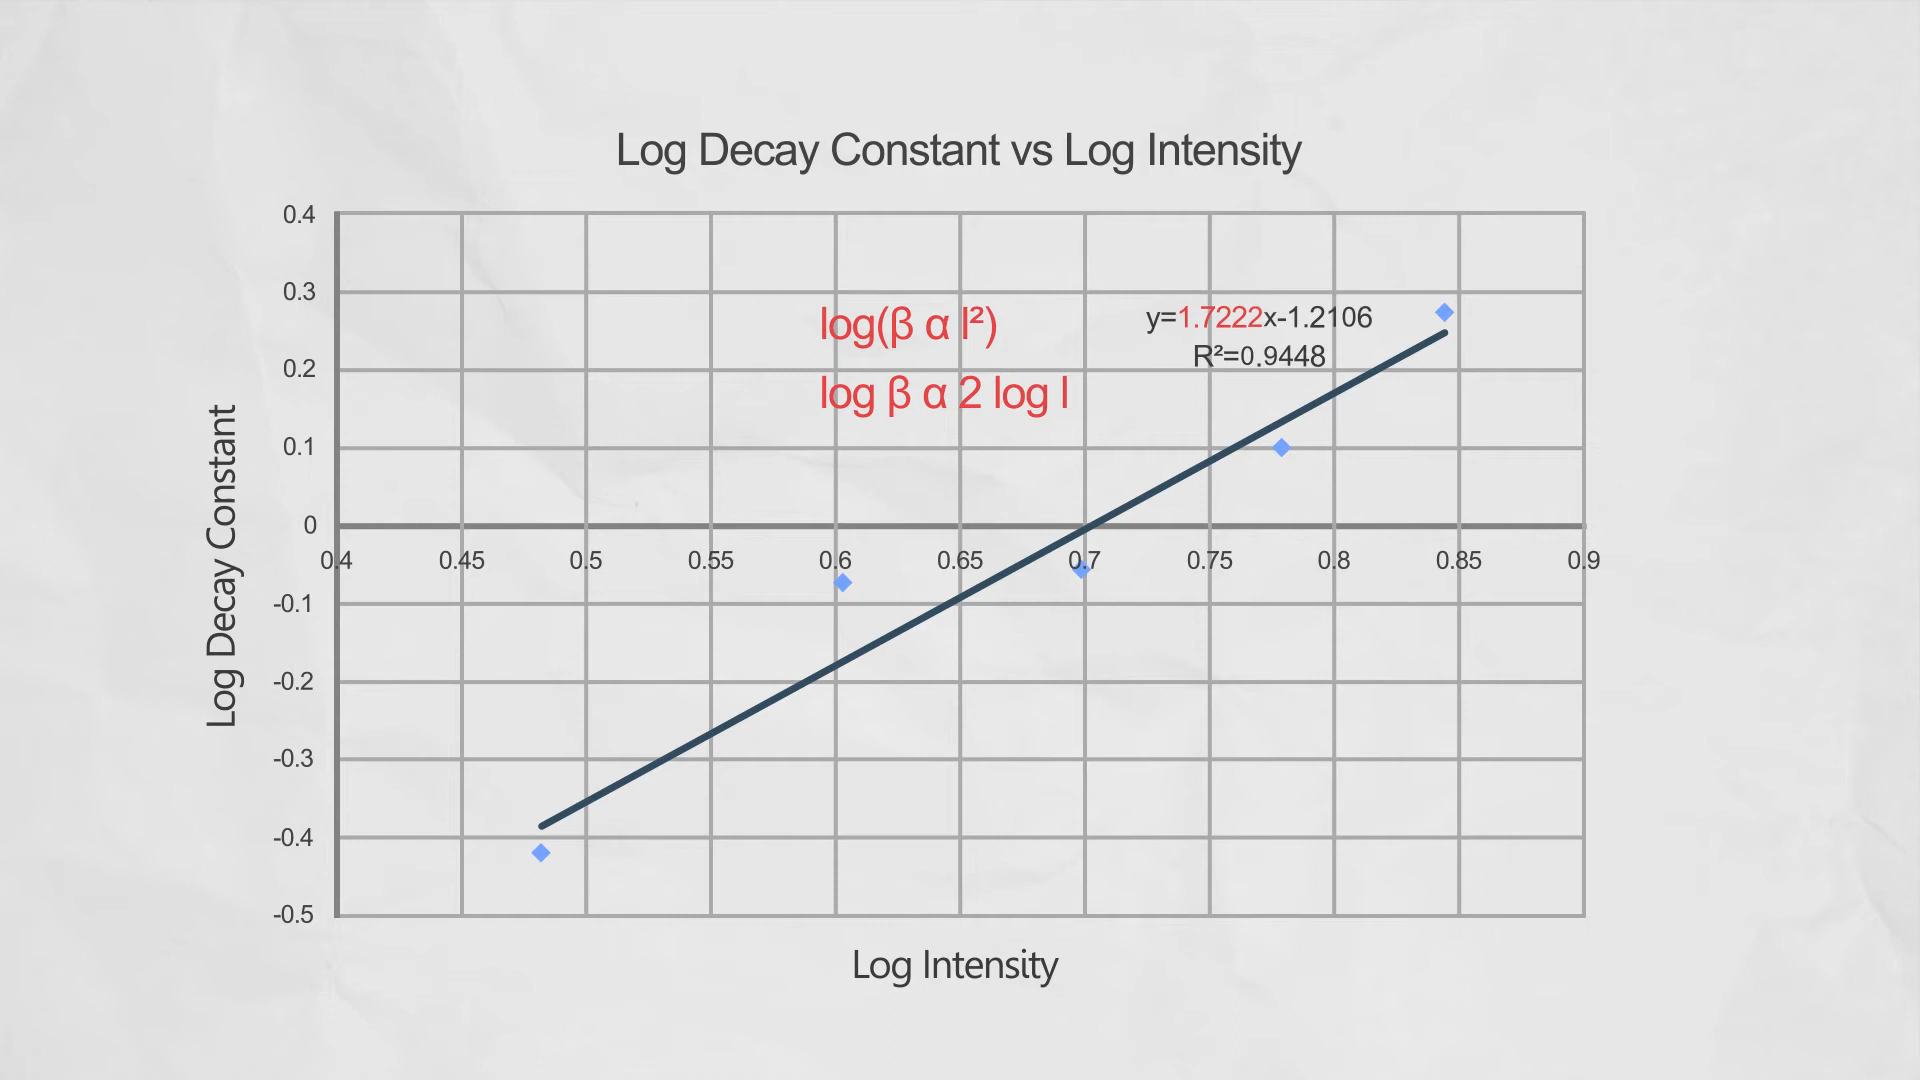 Log Decay Constant vs Log Intensity
0.4
0.3
log(β α l²)
y=1.7222x-1.2106
R²=0.9448
0.2
log β α 2 log l
0.1
0
0.4 0.45 0.5 0.55 0.6 0.65 0.7 0.75 0.8 0.85 0.9
-0.1
-0.2
-0.3
-0.4
-0.5
Log Decay Constant
Log Intensity